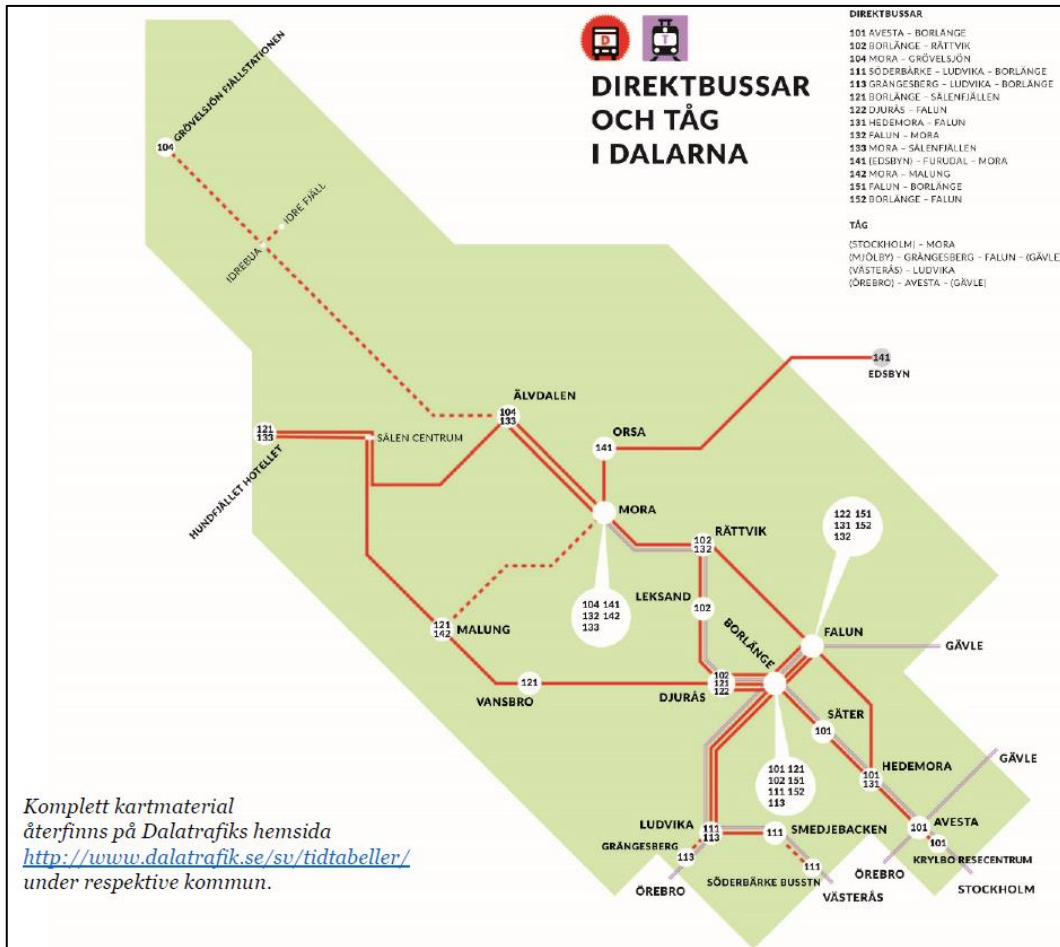 D
T
DIREKTBUSSAR
OCH TÅG
I DALARNA
DIREKTBUSSAR
101 AVESTA – BORLÄNGE
102 BORLÄNGE – RÄTTVIK
104 MORA – GRÖVELSJÖN
111 SÖDERBÄRKE – LUDVIKA – BORLÄNGE
113 GRÄNGESBERG – LUDVIKA – BORLÄNGE
121 BORLÄNGE – SÄLENFJÄLLEN
122 DJURÅS – FALUN
131 HEDEMORA – FALUN
132 FALUN – MORA
133 MORA – SÄLENFJÄLLEN
141 (EDSBYN) – FURUDAL – MORA
142 MORA – MALUNG
151 FALUN – BORLÄNGE
152 BORLÄNGE – FALUN
TÅG
(STOCKHOLM) – MORA
(MJÖLBY) – GRÄNGESBERG – FALUN – (GÄVLE
(VÄSTERÅS) – LUDVIKA
(ÖREBRO) – AVESTA – (GÄVLE)
GRÖVELSJÖN FJÄLLSTATIONEN
104
IDRE FJÄLL
IDREBUA
141
EDSBYN
ÄLVDALEN
104
133
121
133
SÄLEN CENTRUM
HUNDFJÄLLET HOTELLET
ORSA
141
MORA
RÄTTVIK
102
132
122 151
131 152
132
LEKSAND
102
104 141
132 142
133
121
142
MALUNG
BORLÄNGE
FALUN
GÄVLE
121
VANSBRO
102
121
122
DJURÅS
SÄTER
101
101 121
102 151
111 152
113
HEDEMORA
101
131
GÄVLE
LUDVIKA
111
113
GRÄNGESBERG
113
ÖREBRO
111
SMEDJEBACKEN
SÖDERBÄRKE BUSSTN
111
VÄSTERÅS
101
AVESTA
101
KRYLBO RESECENTRUM
ÖREBRO
STOCKHOLM
Komplett kartmaterial
återfinns på Dalatrafiks hemsida
http://www.dalatrafik.se/sv/tidtabeller/
under respektive kommun.